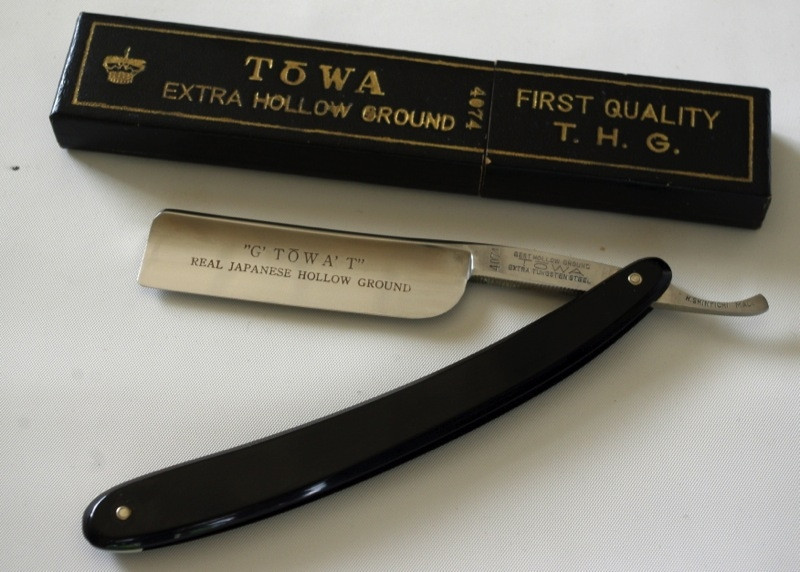 TŌWA
EXTRA HOLLOW GROUND
4074
FIRST QUALITY
T. H. G.
"G' TŌWA' T"
REAL JAPANESE HOLLOW GROUND
BEST HOLLOW GROUND
TŌWA
EXTRA TUNGSTEN STEEL